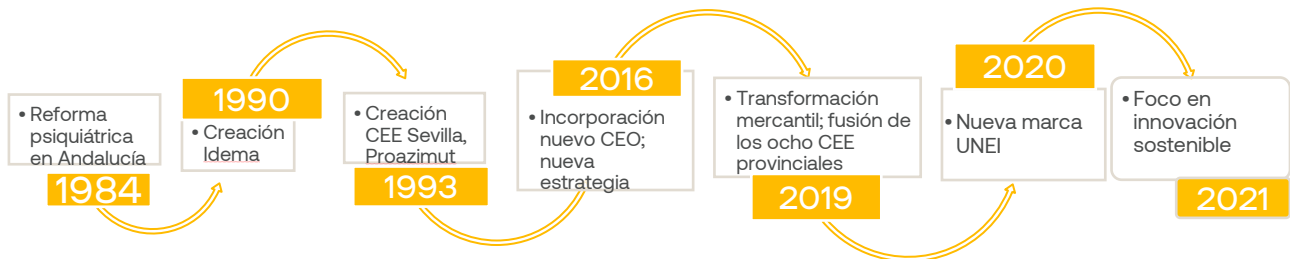 • Reforma
psiquiátrica
en Andalucía
1984
1990
• Creación
Idema
• Creación
CEE Sevilla,
Proazimut
1993
2016
• Incorporación
nuevo CEO;
nueva
estrategia
• Transformación
mercantil; fusión de
los ocho CEE
provinciales
2019
2020
• Nueva marca
UNEI
• Foco en
innovación
sostenible
2021